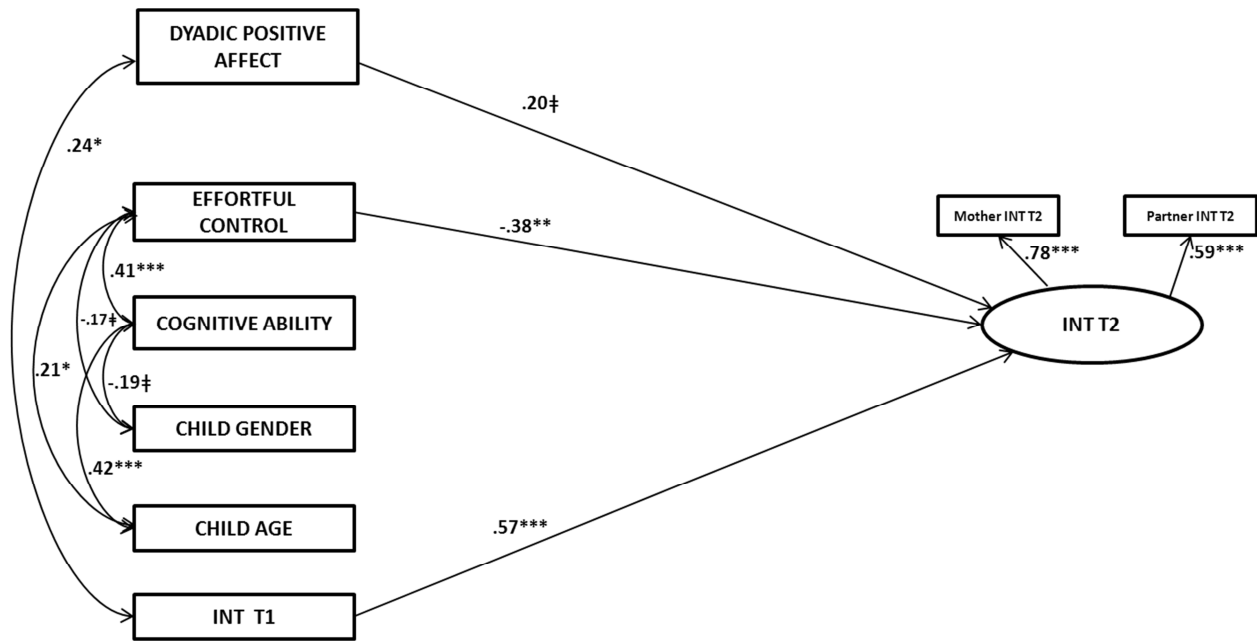 DYADIC POSITIVE
AFFECT
.20‡
.24*
EFFORTFUL
CONTROL
-.38**
Mother INT T2
Partner INT T2
.78***
.59***
.41***
-.17‡
COGNITIVE ABILITY
INT T2
.21*
-.19‡
CHILD GENDER
.42***
CHILD AGE
.57***
INT T1